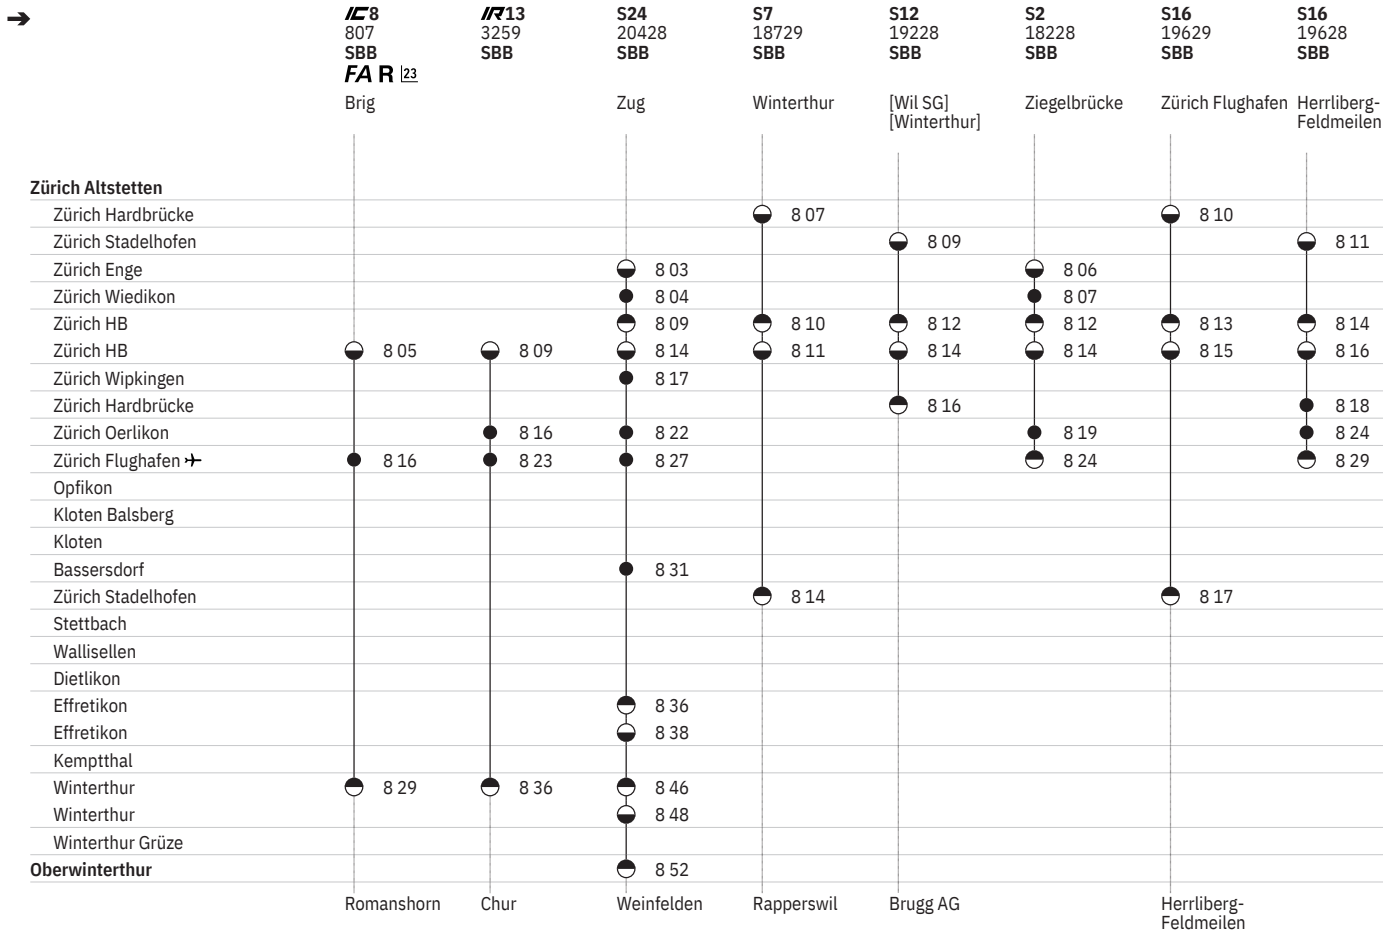 ➔ IC8 IR13 S24 S7 S12 S2 S16 S16
807 3259 20428 18729 19228 18228 19629 19628
SBB SBB SBB SBB SBB SBB SBB SBB
FA R 23
Brig Zug Winterthur [Wil SG] Ziegelbrücke Zürich Flughafen Herrliberg-
[Winterthur] Feldmeilen
Zürich Altstetten
Zürich Hardbrücke 8 07 8 10
Zürich Stadelhofen 8 09 8 11
Zürich Enge 8 03 8 06
Zürich Wiedikon 8 04 8 07
Zürich HB 8 09 8 10 8 12 8 12 8 13 8 14
Zürich HB 8 05 8 09 8 14 8 11 8 14 8 14 8 15 8 16
Zürich Wipkingen 8 17
Zürich Hardbrücke 8 16 8 18
Zürich Oerlikon 8 16 8 22 8 19 8 24
Zürich Flughafen 8 16 8 23 8 27 8 24 8 29
Opfikon
Kloten Balsberg
Kloten
Bassersdorf 8 31
Zürich Stadelhofen 8 14 8 17
Stettbach
Wallisellen
Dietlikon
Effretikon 8 36
Effretikon 8 38
Kemptthal
Winterthur 8 29 8 36 8 46
Winterthur 8 48
Winterthur Grüze
Oberwinterthur 8 52
Romanshorn Chur Weinfelden Rapperswil Brugg AG Herrliberg-
Feldmeilen